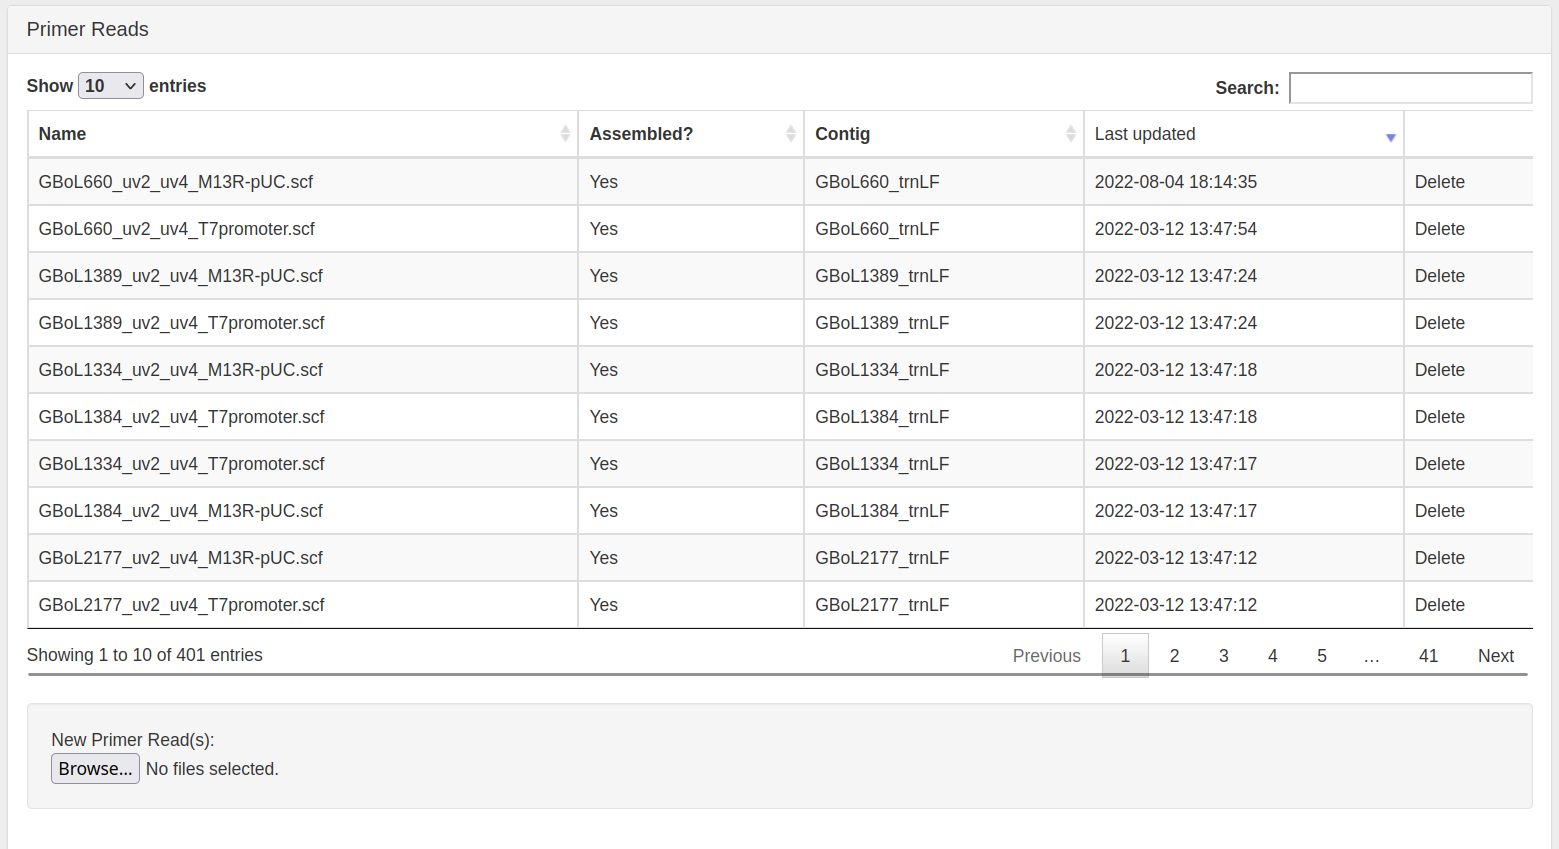 Primer Reads
Show 10 entries Search:
Name Assembled? Contig Last updated
GBoL660_uv2_uv4_M13R-pUC.scf Yes GBoL660_trnLF 2022-08-04 18:14:35 Delete
GBoL660_uv2_uv4_T7promoter.scf Yes GBoL660_trnLF 2022-03-12 13:47:54 Delete
GBoL1389_uv2_uv4_M13R-pUC.scf Yes GBoL1389_trnLF 2022-03-12 13:47:24 Delete
GBoL1389_uv2_uv4_T7promoter.scf Yes GBoL1389_trnLF 2022-03-12 13:47:24 Delete
GBoL1334_uv2_uv4_M13R-pUC.scf Yes GBoL1334_trnLF 2022-03-12 13:47:18 Delete
GBoL1384_uv2_uv4_T7promoter.scf Yes GBoL1384_trnLF 2022-03-12 13:47:18 Delete
GBoL1334_uv2_uv4_T7promoter.scf Yes GBoL1334_trnLF 2022-03-12 13:47:17 Delete
GBoL1384_uv2_uv4_M13R-pUC.scf Yes GBoL1384_trnLF 2022-03-12 13:47:17 Delete
GBoL2177_uv2_uv4_M13R-pUC.scf Yes GBoL2177_trnLF 2022-03-12 13:47:12 Delete
GBoL2177_uv2_uv4_T7promoter.scf Yes GBoL2177_trnLF 2022-03-12 13:47:12 Delete
Showing 1 to 10 of 401 entries Previous 1 2 3 4 5 … 41 Next
New Primer Read(s):
Browse... No files selected.